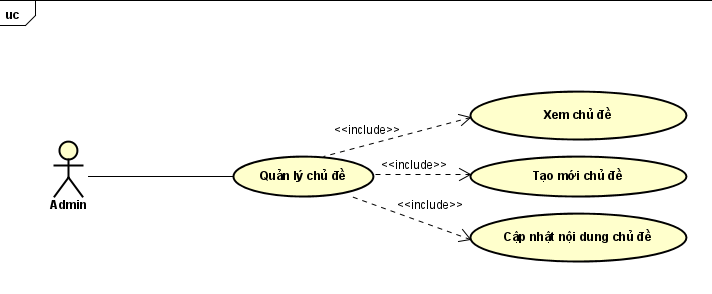 uc
Xem chủ đề
<<include>>
<<include>>
Quản lý chủ đề
Tạo mới chủ đề
Admin
<<include>>
Cập nhật nội dung chủ đề